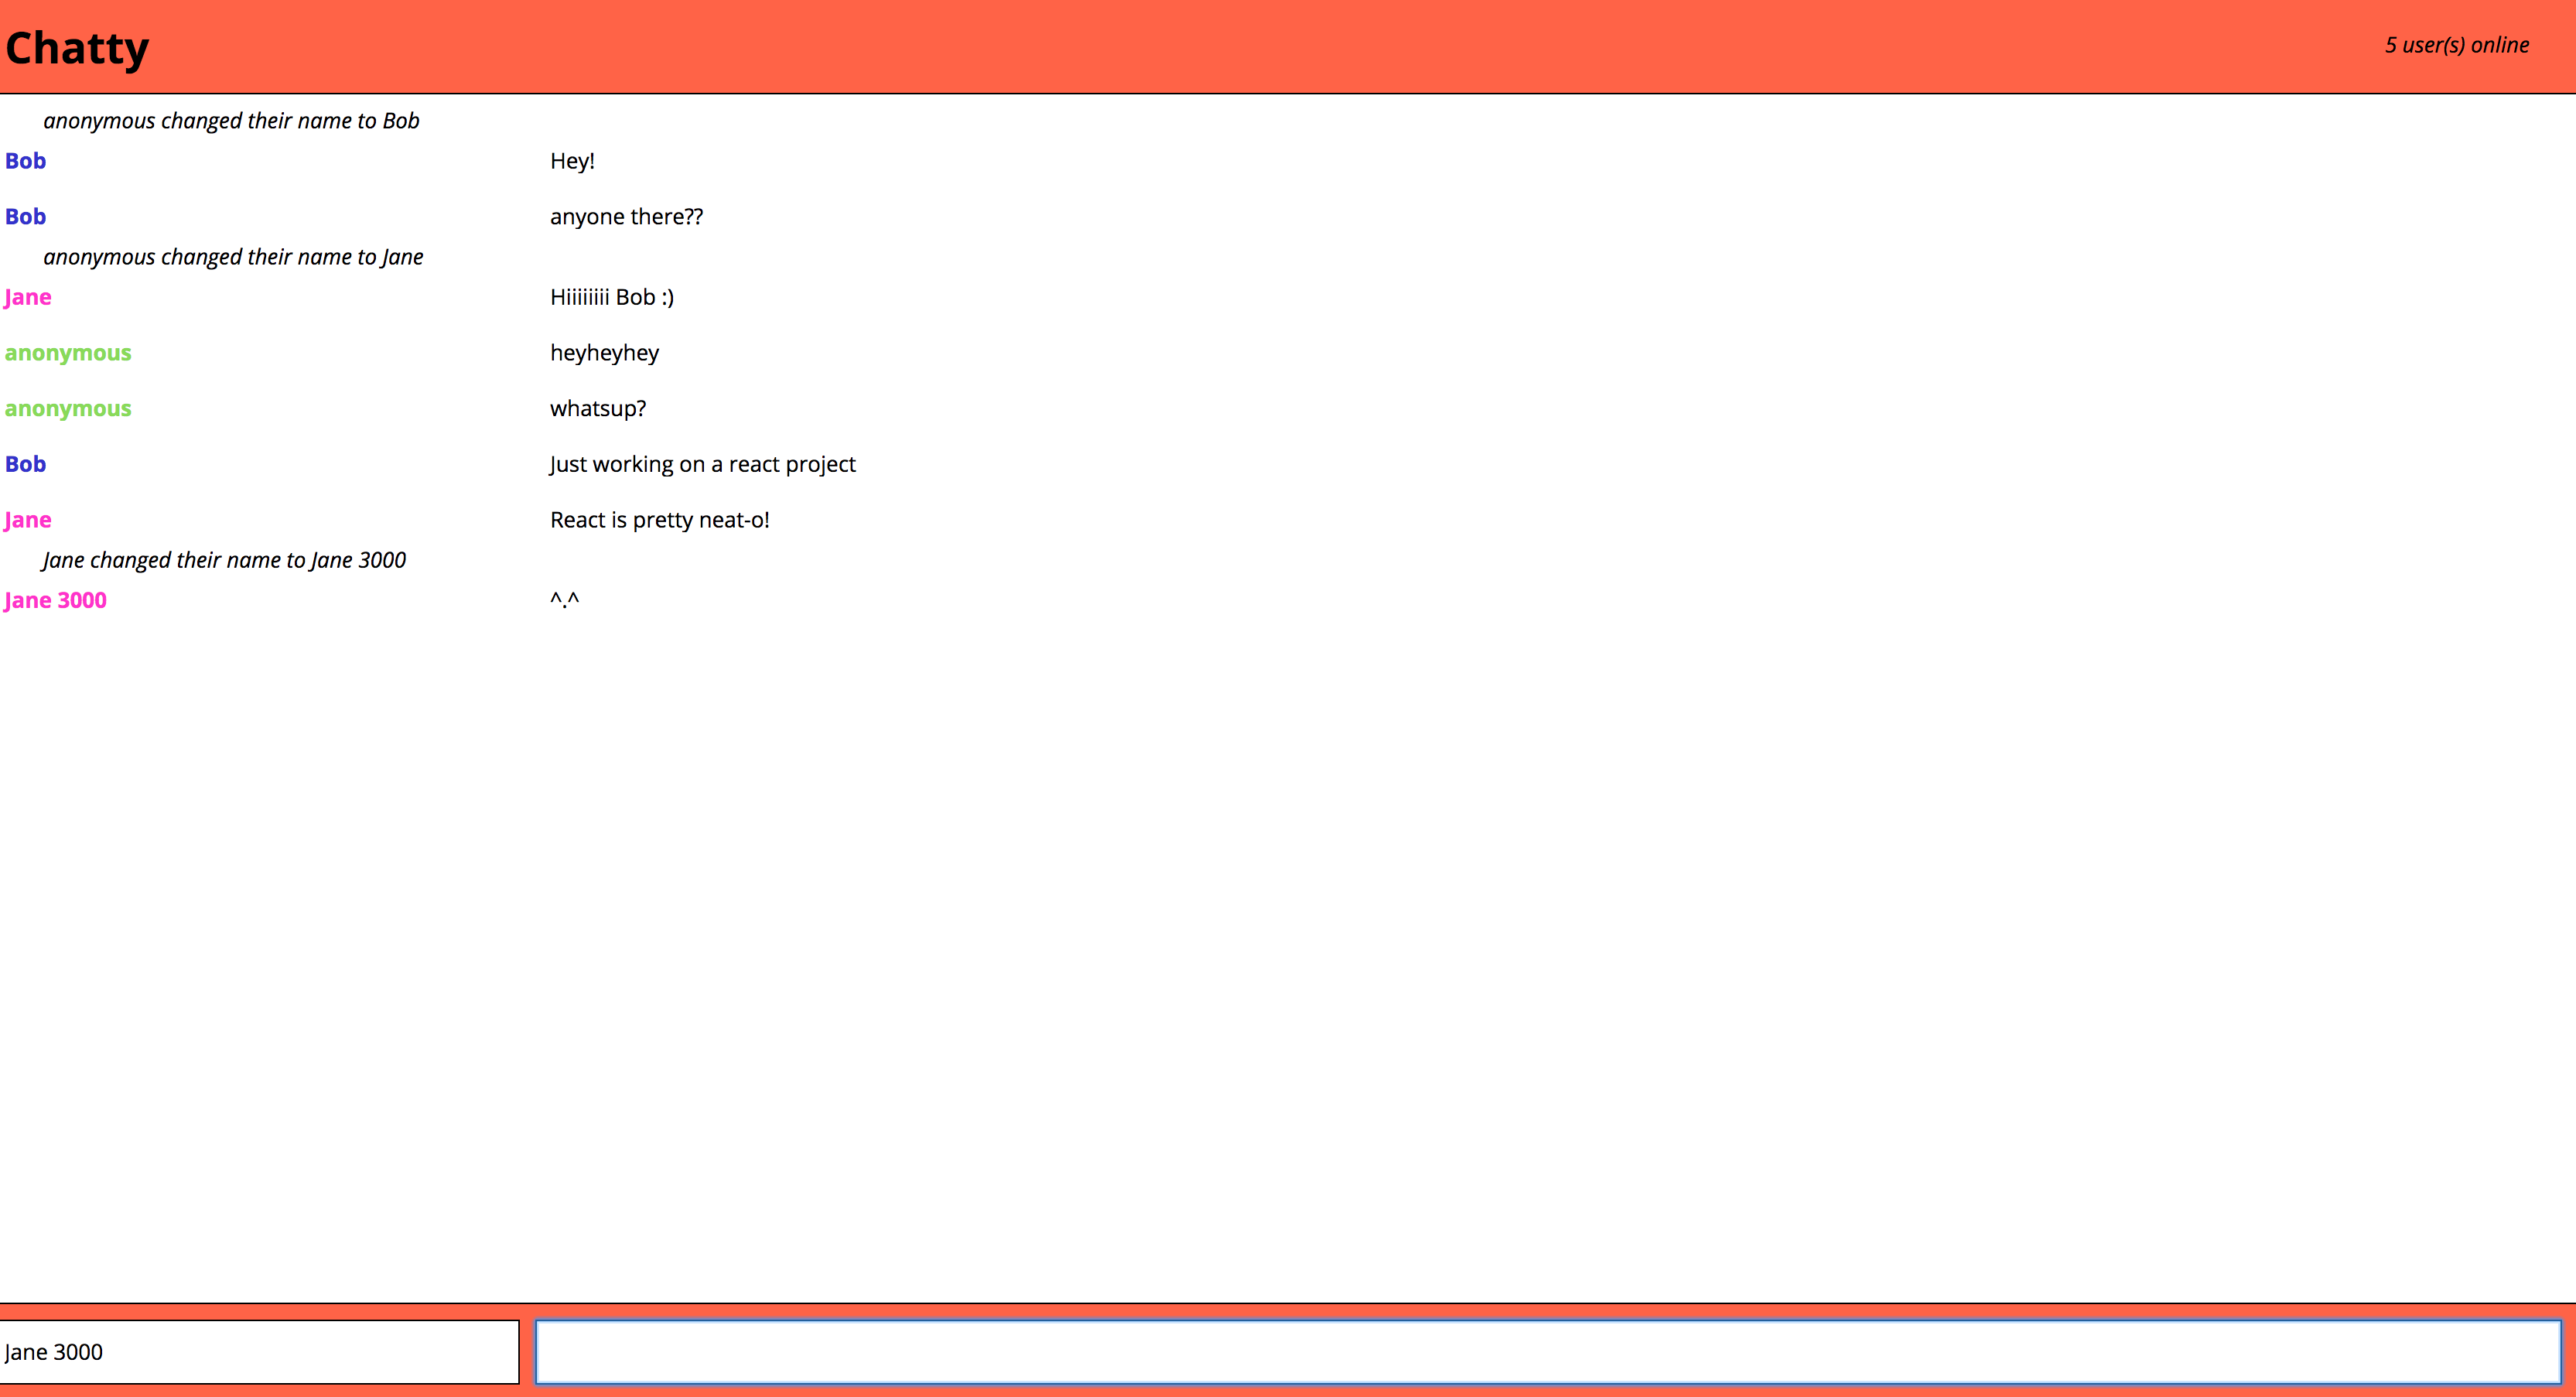 Chatty
5 user(s) online
anonymous changed their name to Bob
Bob Hey!
Bob anyone there??
anonymous changed their name to Jane
Jane Hiiiiiiii Bob :)
anonymous heyheyhey
anonymous whatsup?
Bob Just working on a react project
Jane React is pretty neat-o!
Jane changed their name to Jane 3000
Jane 3000 ^.^
Jane 3000